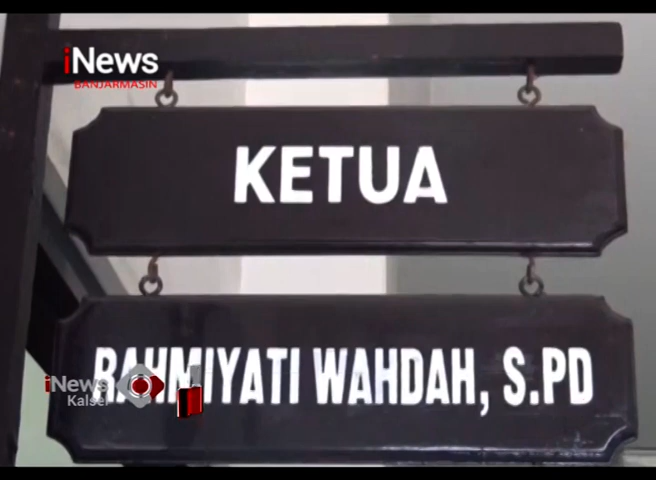 iNews
BANJARMASIN
KETUA
RAHMIYATI WAHDAH, S.PD
iNews
Kalsel